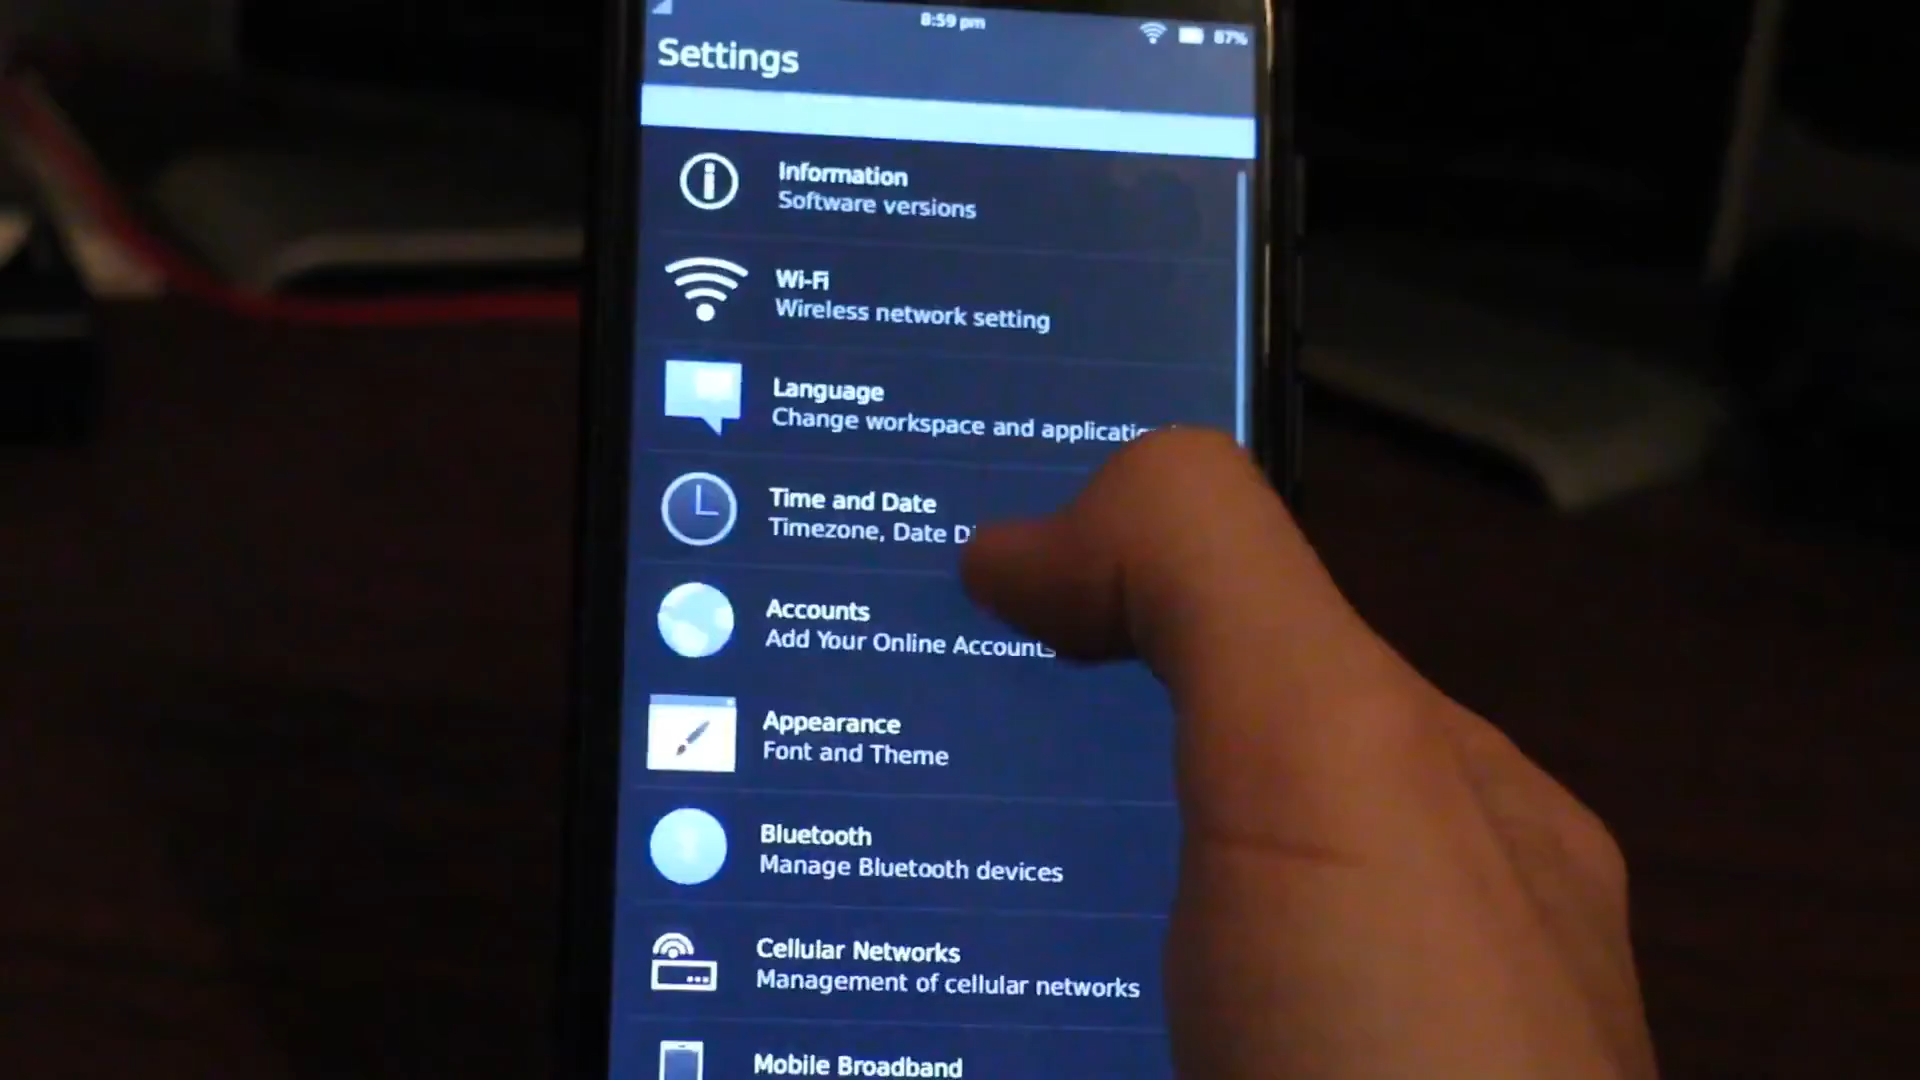 8:59 pm
87%
Settings
Information
Software versions
Wi-Fi
Wireless network setting
Language
Change workspace and
Time and Date
Timezone, Date
Accounts
Add Your Online Accounts
Appearance
Font and Theme
Bluetooth
Manage Bluetooth devices
Cellular Networks
Management of cellular networks
Mobile Broadband